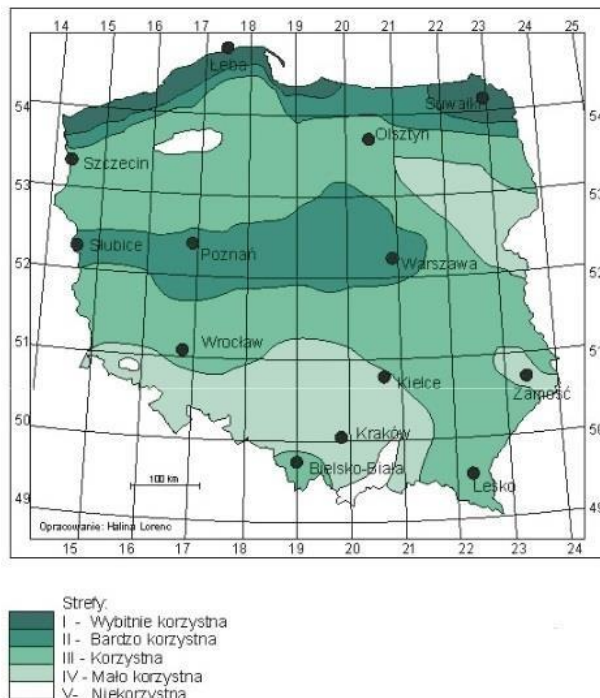 14 15 16 17 18 19 20 21 22 23 24 25
Łeba
54 Suwałki 54
Olsztyn
Szczecin
53 53
Słubice Poznań Warszawa
52 52
51 Wrocław 51
Kielce Zamość
50 Kraków 50
Bielsko-Biała Lesko
100 km
49 49
Opracowanie: Halina Lorenc
15 16 17 18 19 20 21 22 23 24
Strefy:
I - Wybitnie korzystna
II - Bardzo korzystna
III - Korzystna
IV - Mało korzystna
V- Niekorzystna